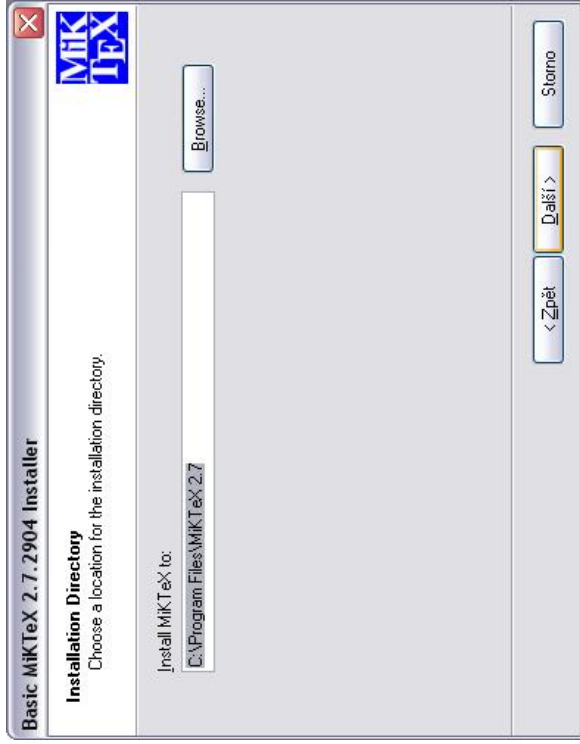 Basic MiKTeX 2.7.2904 Installer
MiK
TEX
Installation Directory
Choose a location for the installation directory.
Install MiKTeX to:
C:\Program Files\MiKTeX 2.7
Browse...
< Zpět
Další >
Storno